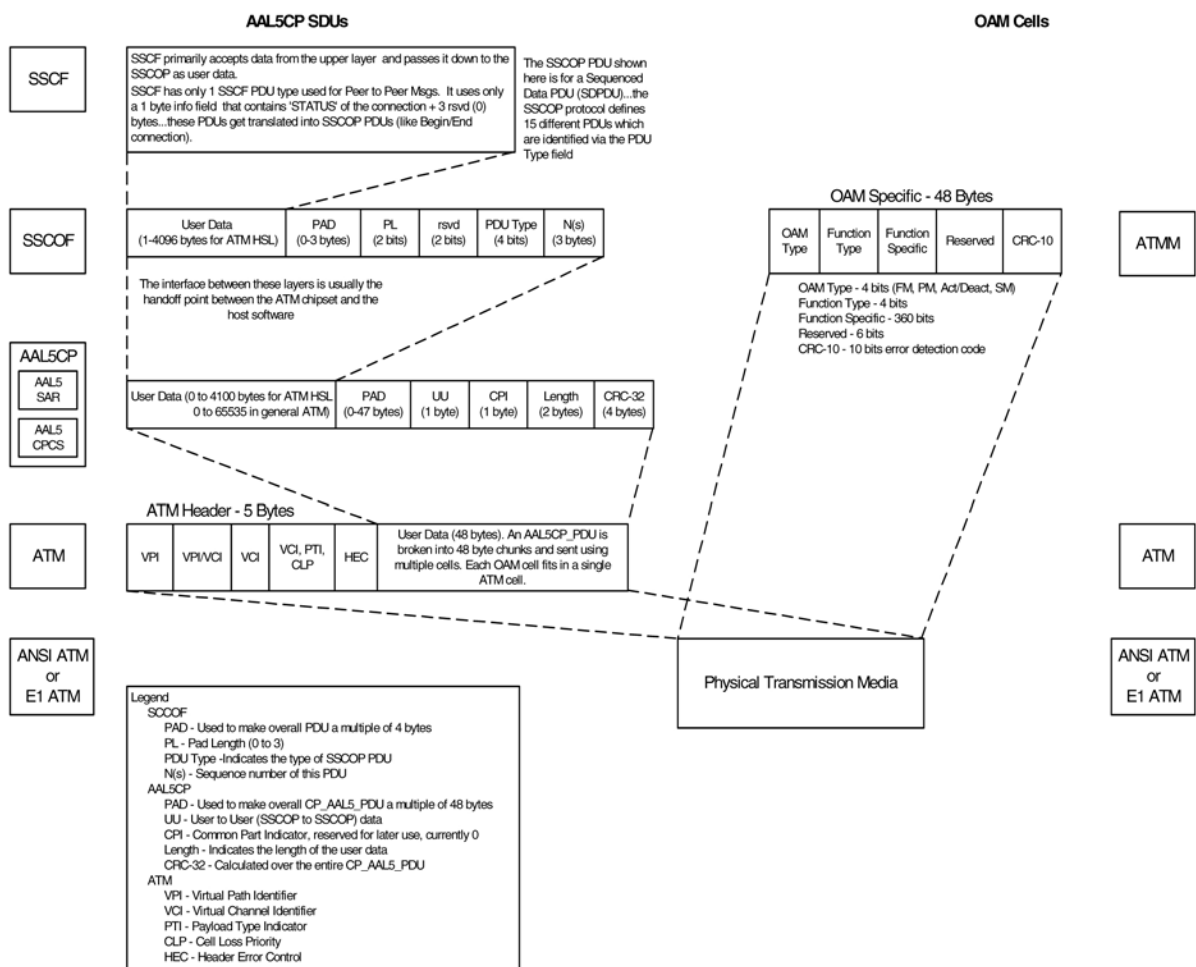 AAL5CP SDUs
OAM Cells
SSCF
SSCF primarily accepts data from the upper layer and passes it down to the
SSCOP as user data.
SSCF has only 1 SSCF PDU type used for Peer to Peer Msgs. It uses only
a 1 byte info field that contains 'STATUS' of the connection + 3 rsvd (0)
bytes...these PDUs get translated into SSCOP PDUs (like Begin/End
connection).
The SSCOP PDU shown
here is for a Sequenced
Data PDU (SDPDU)...the
SSCOP protocol defines
15 different PDUs which
are identified via the PDU
Type field
SSCOF
User Data
(1-4096 bytes for ATM HSL)
PAD
(0-3 bytes)
PL
(2 bits)
rsvd
(2 bits)
PDU Type
(4 bits)
N(s)
(3 bytes)
OAM Specific - 48 Bytes
OAM
Type
Function
Type
Function
Specific
Reserved
CRC-10
ATMM
The interface between these layers is usually the
handoff point between the ATM chipset and the
host software
OAM Type - 4 bits (FM, PM, Act/Deact, SM)
Function Type - 4 bits
Function Specific - 360 bits
Reserved - 6 bits
CRC-10 - 10 bits error detection code
AAL5CP
AAL5
SAR
AAL5
CPCS
User Data (0 to 4100 bytes for ATM HSL
0 to 65535 in general ATM)
PAD
(0-47 bytes)
UU
(1 byte)
CPI
(1 byte)
Length
(2 bytes)
CRC-32
(4 bytes)
ATM Header - 5 Bytes
ATM
VPI
VPI/VCI
VCI
VCI, PTI,
CLP
HEC
User Data (48 bytes). An AAL5CP_PDU is
broken into 48 byte chunks and sent using
multiple cells. Each OAM cell fits in a single
ATM cell.
ATM
ANSI ATM
or
E1 ATM
Physical Transmission Media
ANSI ATM
or
E1 ATM
Legend
SCCOF
PAD - Used to make overall PDU a multiple of 4 bytes
PL - Pad Length (0 to 3)
PDU Type -Indicates the type of SSCOP PDU
N(s) - Sequence number of this PDU
AAL5CP
PAD - Used to make overall CP_AAL5_PDU a multiple of 48 bytes
UU - User to User (SSCOP to SSCOP) data
CPI - Common Part Indicator, reserved for later use, currently 0
Length - Indicates the length of the user data
CRC-32 - Calculated over the entire CP_AAL5_PDU
ATM
VPI - Virtual Path Identifier
VCI - Virtual Channel Identifier
PTI - Payload Type Indicator
CLP - Cell Loss Priority
HEC - Header Error Control